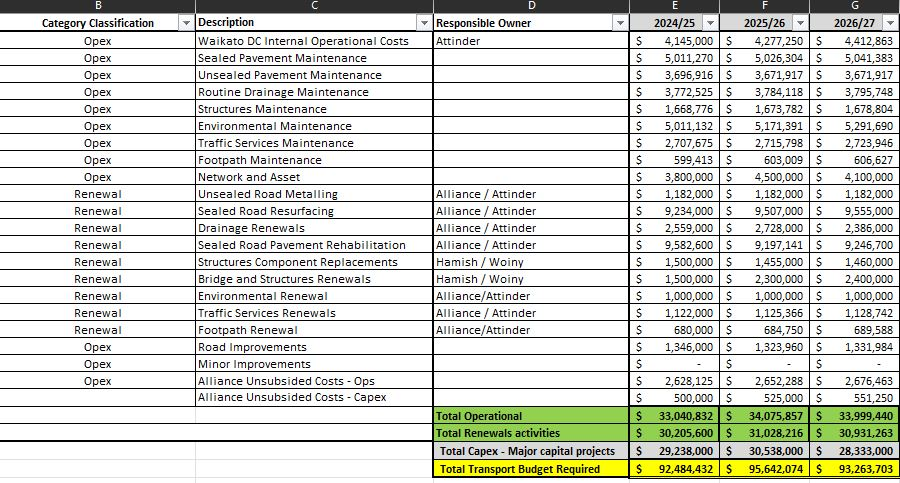 B C D E F G
Category Classification Description Responsible Owner 2024/25 2025/26 2026/27
Opex Waikato DC Internal Operational Costs Attinder $ 4,145,000 $ 4,277,250 $ 4,412,863
Opex Sealed Pavement Maintenance $ 5,011,270 $ 5,026,304 $ 5,041,383
Opex Unsealed Pavement Maintenance $ 3,696,916 $ 3,671,917 $ 3,671,917
Opex Routine Drainage Maintenance $ 3,772,525 $ 3,784,118 $ 3,795,748
Opex Structures Maintenance $ 1,668,776 $ 1,673,782 $ 1,678,804
Opex Environmental Maintenance $ 5,011,132 $ 5,171,391 $ 5,291,690
Opex Traffic Services Maintenance $ 2,707,675 $ 2,715,798 $ 2,723,946
Opex Footpath Maintenance $ 599,413 $ 603,009 $ 606,627
Opex Network and Asset $ 3,800,000 $ 4,500,000 $ 4,100,000
Renewal Unsealed Road Metalling Alliance / Attinder $ 1,182,000 $ 1,182,000 $ 1,182,000
Renewal Sealed Road Resurfacing Alliance / Attinder $ 9,234,000 $ 9,507,000 $ 9,555,000
Renewal Drainage Renewals Alliance / Attinder $ 2,559,000 $ 2,728,000 $ 2,386,000
Renewal Sealed Road Pavement Rehabilitation Alliance / Attinder $ 9,582,600 $ 9,197,141 $ 9,246,700
Renewal Structures Component Replacements Hamish / Woiny $ 1,500,000 $ 1,455,000 $ 1,460,000
Renewal Bridge and Structures Renewals Hamish / Woiny $ 1,500,000 $ 2,300,000 $ 2,400,000
Renewal Environmental Renewal Alliance/Attinder $ 1,000,000 $ 1,000,000 $ 1,000,000
Renewal Traffic Services Renewals Alliance / Attinder $ 1,122,000 $ 1,125,366 $ 1,128,742
Renewal Footpath Renewal Alliance/Attinder $ 680,000 $ 684,750 $ 689,588
Opex Road Improvements $ 1,346,000 $ 1,323,960 $ 1,331,984
Opex Minor Improvements $ - $ - $ -
Opex Alliance Unsubsided Costs - Ops $ 2,628,125 $ 2,652,288 $ 2,676,463
Alliance Unsubsided Costs - Capex $ 500,000 $ 525,000 $ 551,250
Total Operational $ 33,040,832 $ 34,075,857 $ 33,999,440
Total Renewals activities $ 30,205,600 $ 31,028,216 $ 30,931,263
Total Capex - Major capital projects $ 29,238,000 $ 30,538,000 $ 28,333,000
Total Transport Budget Required $ 92,484,432 $ 95,642,074 $ 93,263,703